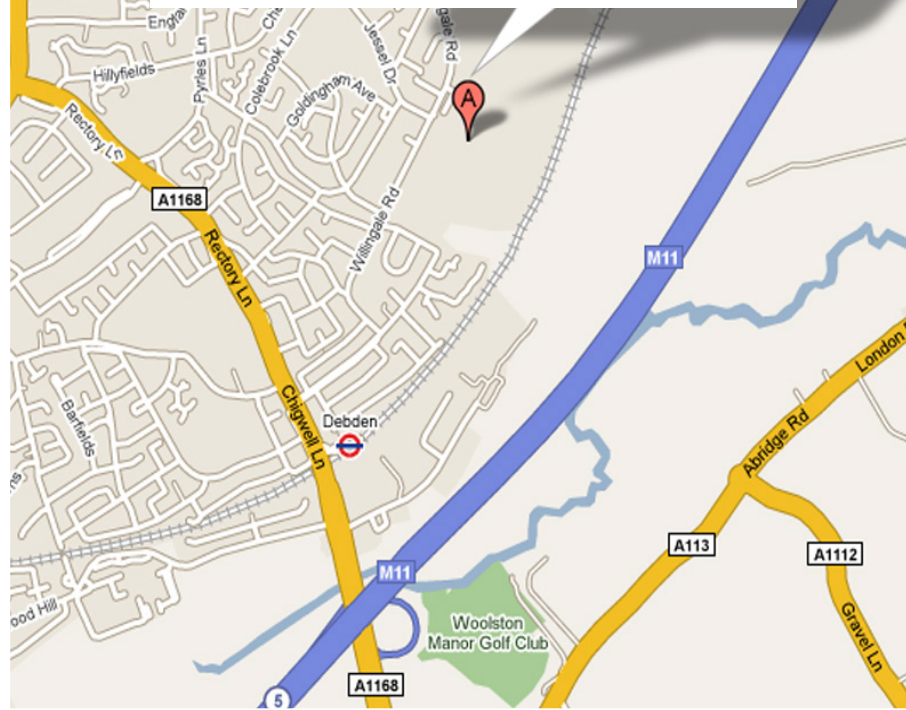 Hillyfields
Pyrles Ln
Colebrook Ln
Jessel Dr
Goldingham Ave
Rd
A
Rectory Ln
A1168
Willingale Rd
Rectory Ln
M11
London
Chigwell Ln
Debden
Barfields
Abridge Rd
A113
A1112
M11
Gravel Ln
ood Hill
Woolston
Manor Golf Club
A1168
5